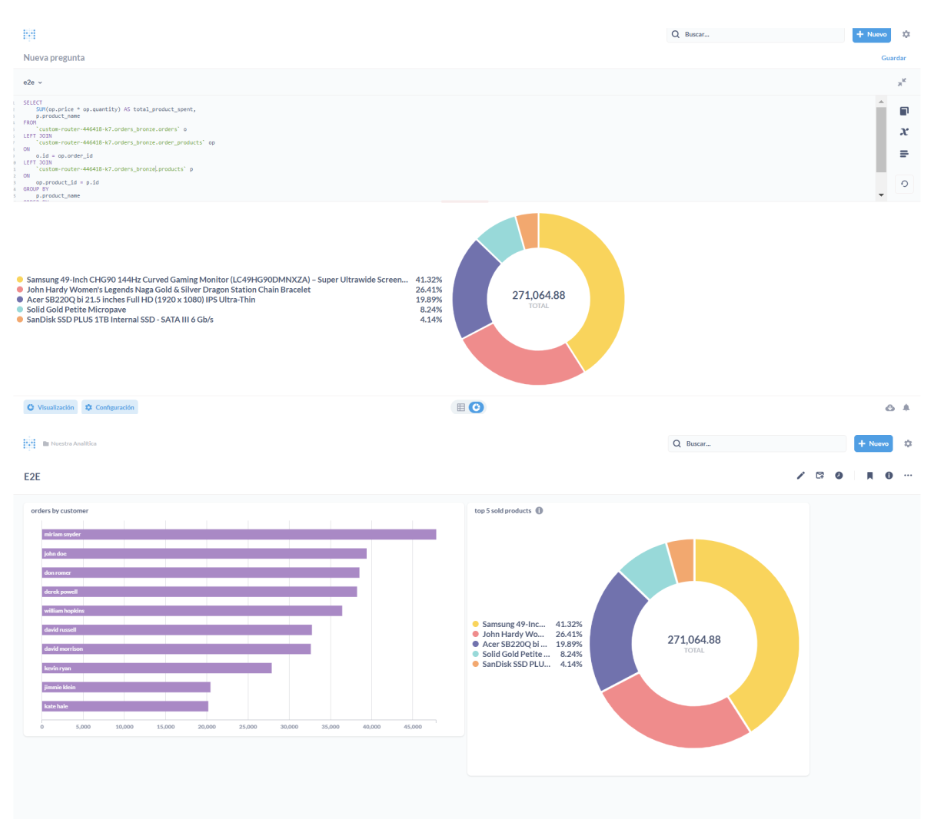 Buscar...
+ Nuevo
Nueva pregunta
Guardar
e2e
SELECT
SUM(op.price * op.quantity) AS total_product_spent,
p.product_name
FROM
`custom-router-446418-k7.orders_bronze.orders` o
LEFT JOIN
`custom-router-446418-k7.orders_bronze.order_products` op
ON
o.id = op.order_id
LEFT JOIN
`custom-router-446418-k7.orders_bronze.products` p
ON
op.product_id = p.id
GROUP BY
p.product_name
Samsung 49-Inch CHG90 144Hz Curved Gaming Monitor (LC49HG90DMNXZA) – Super Ultrawide Screen... 41.32%
John Hardy Women's Legends Naga Gold & Silver Dragon Station Chain Bracelet 26.41%
Acer SB220Q bi 21.5 inches Full HD (1920 x 1080) IPS Ultra-Thin 19.89%
Solid Gold Petite Micropave 8.24%
SanDisk SSD PLUS 1TB Internal SSD - SATA III 6 Gb/s 4.14%
271,064.88
TOTAL
Visualización
Configuración
Nuestra Analítica
Buscar...
+ Nuevo
E2E
orders by customer
miriam snyder
john doe
don romer
derek powell
william hopkins
david russell
david morrison
kevin ryan
jimmie klein
kate hale
0 5,000 10,000 15,000 20,000 25,000 30,000 35,000 40,000 45,000
top 5 sold products
Samsung 49-Inc... 41.32%
John Hardy Wo... 26.41%
Acer SB220Q bi ... 19.89%
Solid Gold Petite ... 8.24%
SanDisk SSD PLU... 4.14%
271,064.88
TOTAL